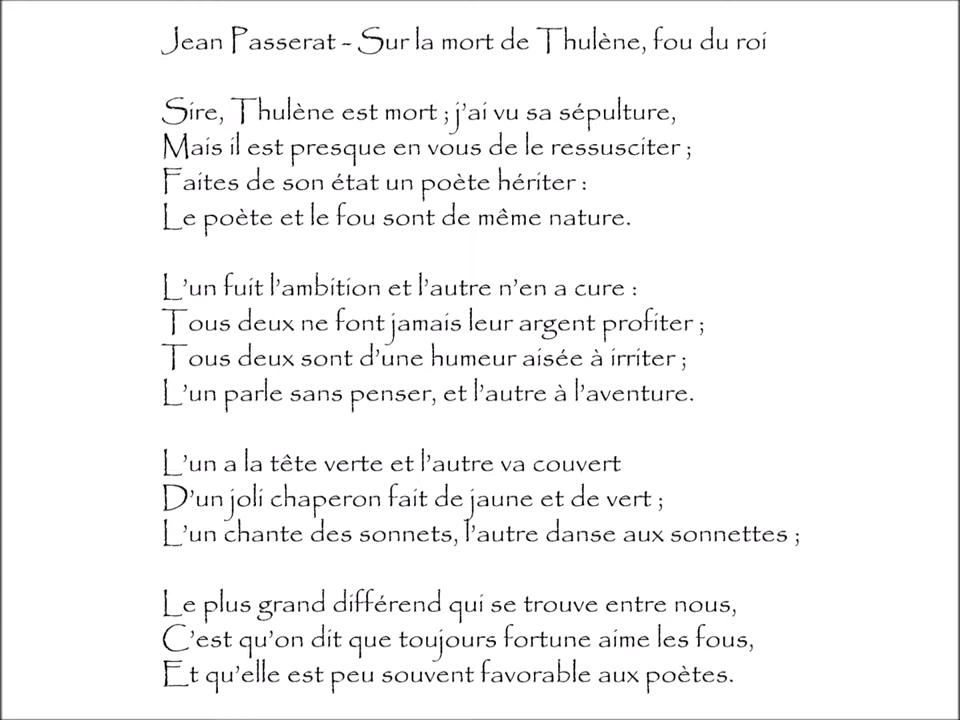 Jean Passerat - Sur la mort de Thulène, fou du roi
Sire, Thulène est mort ; j'ai vu sa sépulture,
Mais il est presque en vous de le ressusciter ;
Faites de son état un poète hériter :
Le poète et le fou sont de même nature.
L'un fuit l'ambition et l'autre n'en a cure :
Tous deux ne font jamais leur argent profiter ;
Tous deux sont d'une humeur aisée à irriter ;
L'un parle sans penser, et l'autre à l'aventure.
L'un a la tête verte et l'autre va couvert
D'un joli chaperon fait de jaune et de vert ;
L'un chante des sonnets, l'autre danse aux sonnettes ;
Le plus grand différend qui se trouve entre nous,
C'est qu'on dit que toujours fortune aime les fous,
Et qu'elle est peu souvent favorable aux poètes.